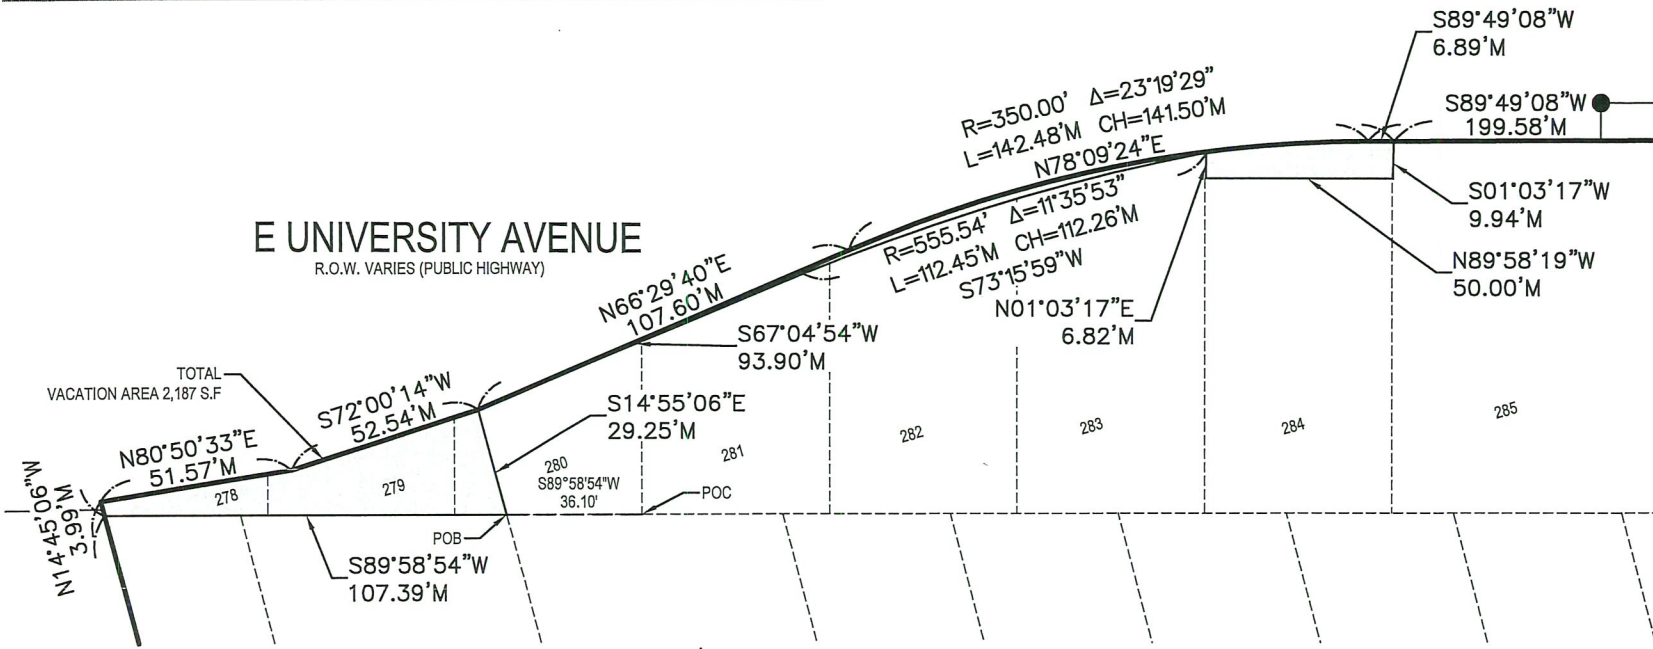 S89°49'08"W
6.89'M
R=350.00' Δ=23°19'29"
L=142.48'M CH=141.50'M
N78°09'24"E
S89°49'08"W
199.58'M
R=555.54' Δ=11°35'53"
L=112.45'M CH=112.26'M
S73°15'59"W
S01°03'17"W
9.94'M
E UNIVERSITY AVENUE
R.O.W. VARIES (PUBLIC HIGHWAY)
N89°58'19"W
50.00'M
N66°29'40"E
107.60'M
N01°03'17"E
6.82'M
S67°04'54"W
93.90'M
TOTAL
VACATION AREA 2,187 S.F
S72°00'14"W
52.54'M
S14°55'06"E
29.25'M
N80°50'33"E
51.57'M
278
279
280
S89°58'54"W
36.10'
281
282
283
284
285
POC
POB
N14°45'06"W
3.99'M
S89°58'54"W
107.39'M